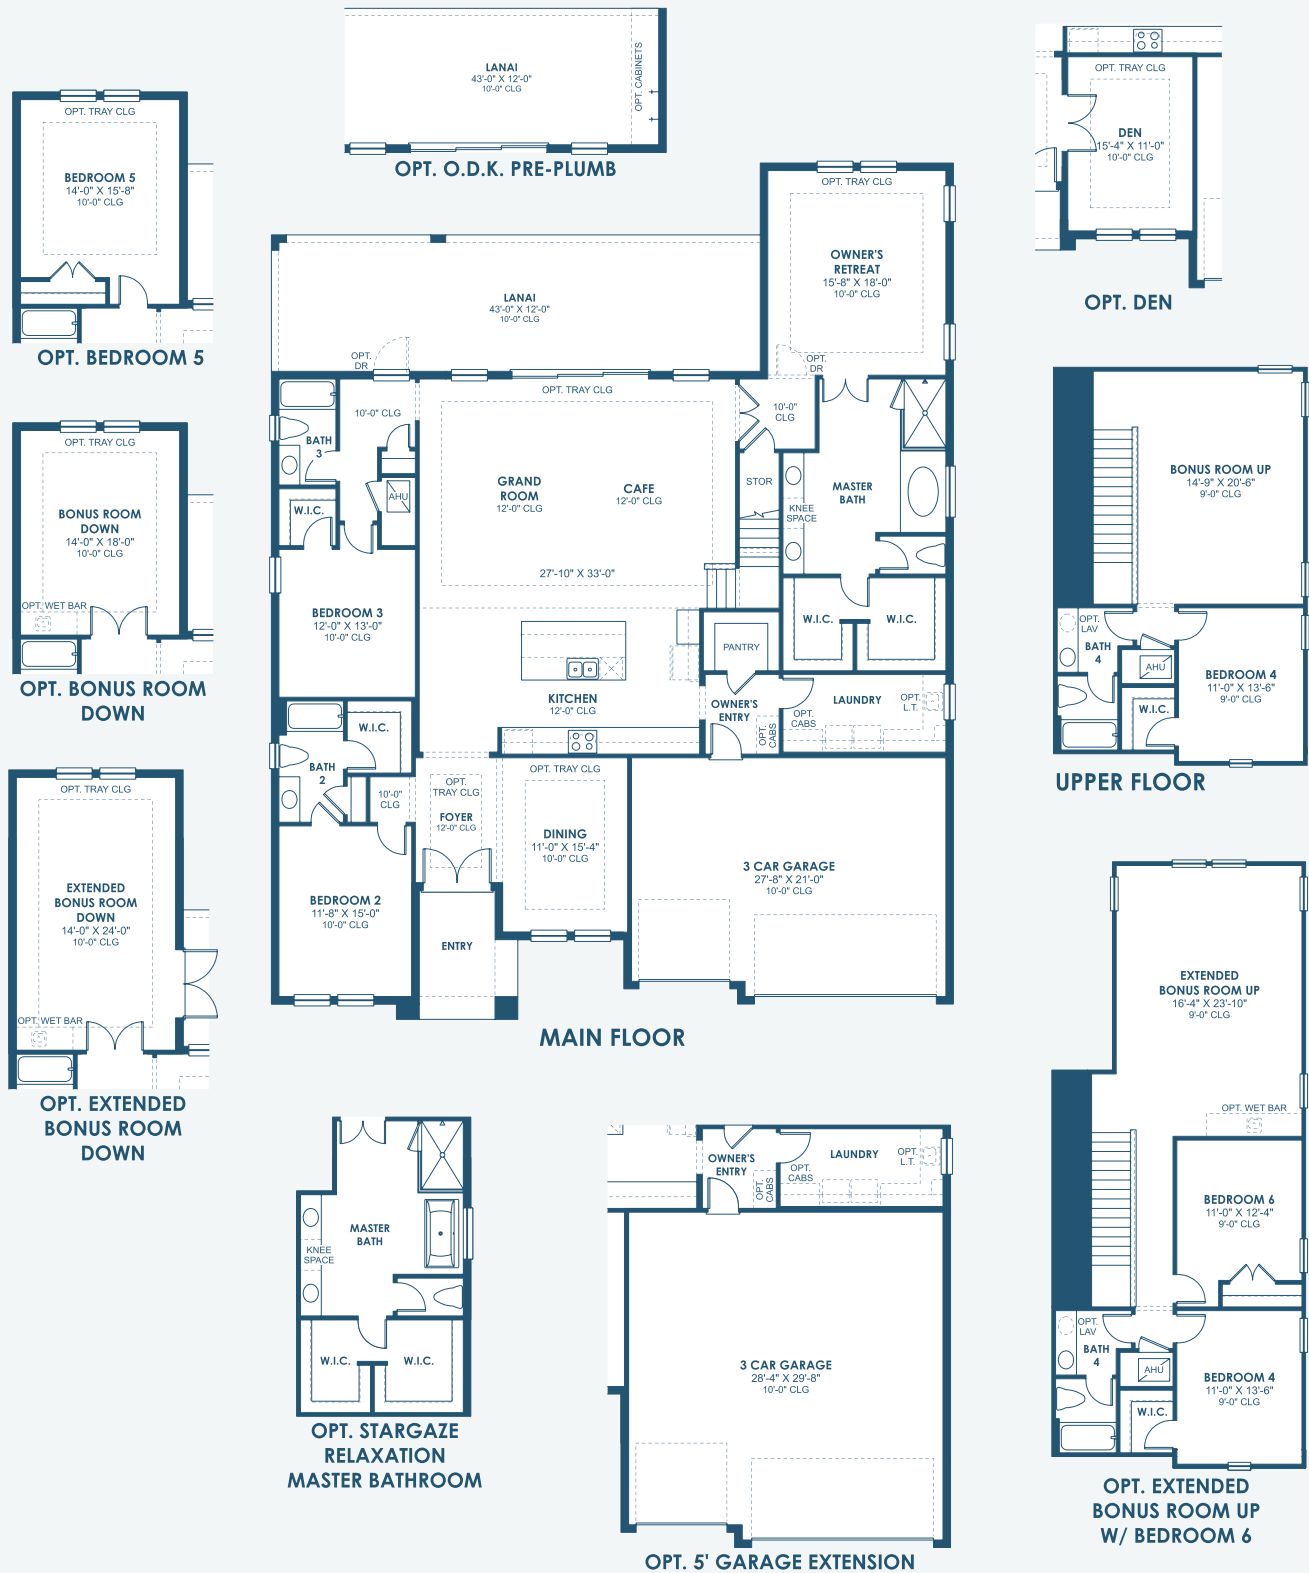 LANAI
43'-0" X 12'-0"
10'-0" CLG
OPT. CABINETS
OPT. O.D.K. PRE-PLUMB
OPT. TRAY CLG
DEN
15'-4" X 11'-0"
10'-0" CLG
OPT. DEN
OPT. TRAY CLG
BEDROOM 5
14'-0" X 15'-8"
10'-0" CLG
OPT. BEDROOM 5
OPT. TRAY CLG
BONUS ROOM
DOWN
14'-0" X 18'-0"
10'-0" CLG
OPT. WET BAR
OPT. BONUS ROOM
DOWN
OPT. TRAY CLG
EXTENDED
BONUS ROOM
DOWN
14'-0" X 24'-0"
10'-0" CLG
OPT. WET BAR
OPT. EXTENDED
BONUS ROOM
DOWN
OPT. TRAY CLG
OWNER'S
RETREAT
15'-8" X 18'-0"
10'-0" CLG
LANAI
43'-0" X 12'-0"
10'-0" CLG
OPT.
DR
OPT.
DR
OPT. TRAY CLG
10'-0" CLG
10'-0"
CLG
BATH
3
AHU
W.I.C.
GRAND
ROOM
12'-0" CLG
CAFE
12'-0" CLG
27'-10" X 33'-0"
STOR
KNEE
SPACE
MASTER
BATH
BEDROOM 3
12'-0" X 13'-0"
10'-0" CLG
W.I.C.
W.I.C.
PANTRY
KITCHEN
12'-0" CLG
OWNER'S
ENTRY
OPT.
CABS
OPT.
CABS
LAUNDRY
OPT.
L.T.
W.I.C.
BATH
2
10'-0"
CLG
OPT.
TRAY CLG
FOYER
12'-0" CLG
OPT. TRAY CLG
DINING
11'-0" X 15'-4"
10'-0" CLG
3 CAR GARAGE
27'-8" X 21'-0"
10'-0" CLG
BEDROOM 2
11'-8" X 15'-0"
10'-0" CLG
ENTRY
MAIN FLOOR
BONUS ROOM UP
14'-9" X 20'-6"
9'-0" CLG
OPT.
LAV
BATH
4
AHU
W.I.C.
BEDROOM 4
11'-0" X 13'-6"
9'-0" CLG
UPPER FLOOR
EXTENDED
BONUS ROOM UP
16'-4" X 23'-10"
9'-0" CLG
OPT. WET BAR
BEDROOM 6
11'-0" X 12'-4"
9'-0" CLG
OPT.
LAV
BATH
4
AHU
W.I.C.
BEDROOM 4
11'-0" X 13'-6"
9'-0" CLG
OPT. EXTENDED
BONUS ROOM UP
W/ BEDROOM 6
MASTER
BATH
KNEE
SPACE
W.I.C.
W.I.C.
OPT. STARGAZE
RELAXATION
MASTER BATHROOM
OWNER'S
ENTRY
OPT.
CABS
OPT.
CABS
LAUNDRY
OPT.
L.T.
3 CAR GARAGE
28'-4" X 29'-8"
10'-0" CLG
OPT. 5' GARAGE EXTENSION